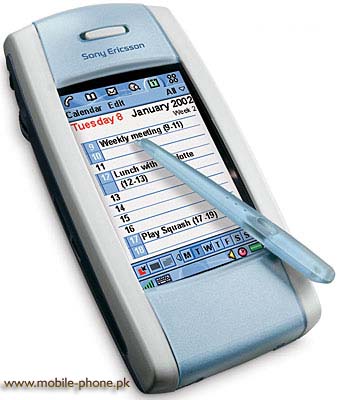 Sony Ericsson
All
Calendar Edit
Tuesday 8 January 2002
Week 2
9 Weekly meeting (9-11)
10
11
12 Lunch with
(12-13)
13
14
15
16
17 Play Squash (17-19)
18
M T W T F S S
www.mobile-phone.pk